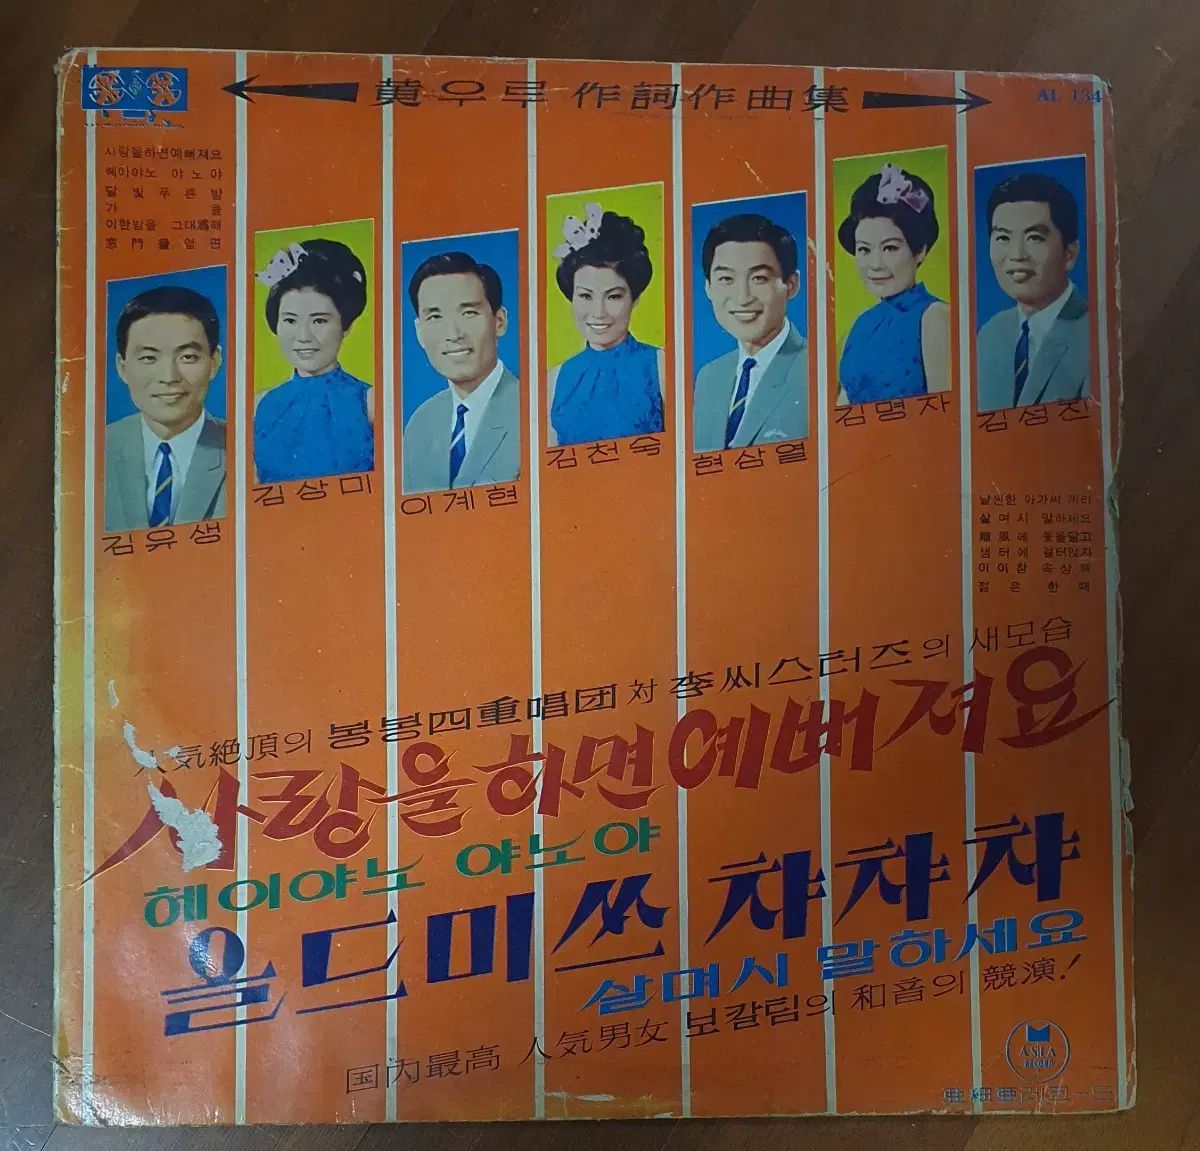 黃우루 作詞作曲集
AL 134
사랑을하면예뻐져요
헤이야노 야노야
달빛푸른밤
가을
이한밤을 그대爲해
窓門을열면
김유생
김상미
이계현
김천숙
현삼열
김명자
김성진
날씬한 아가씨 끼리
살며시 말하세요
順風에 돛을달고
샘터에 걸터앉자
아이참 속상해
젊은한때
人気絶頂의 봉봉四重唱団 対 李씨스터즈의 새모습
사랑을하면예뻐져요
헤이야노 야노야
올드미쓰 챠챠챠
살며시 말하세요
国内最高 人気男女 보칼팀의 和音의 競演!
ASIA
RECORD
亜細亜레코-드